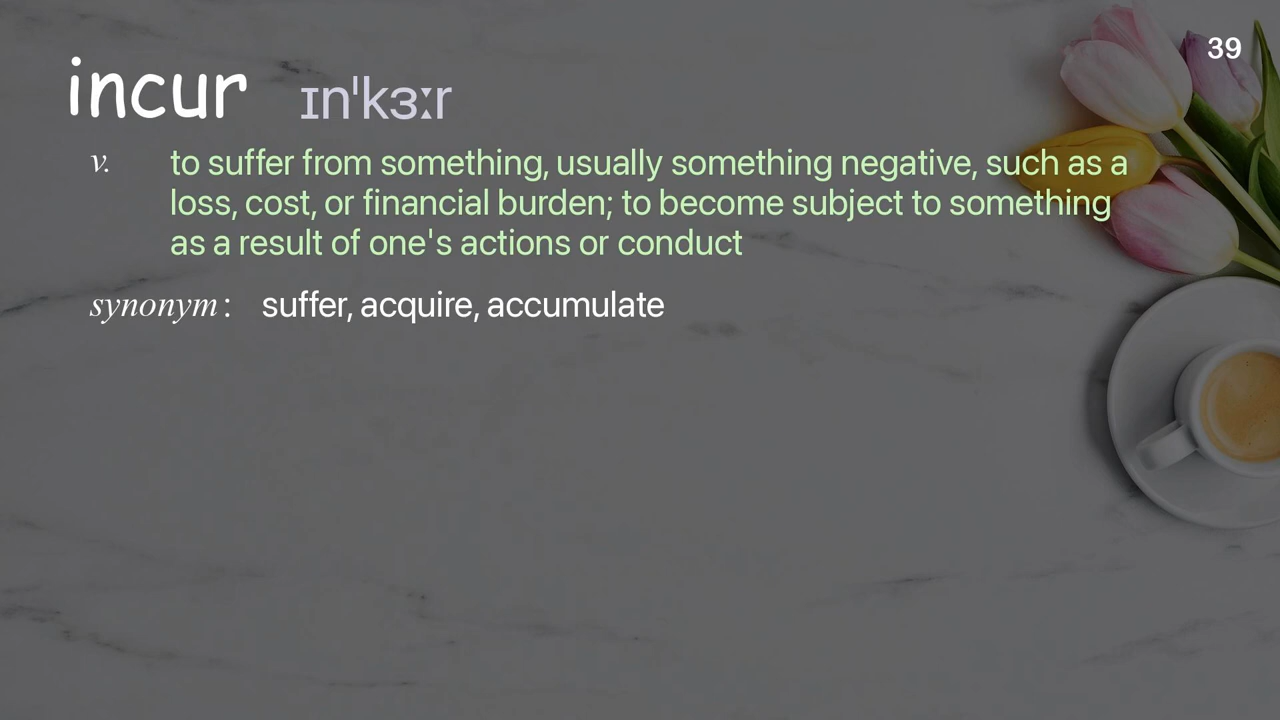 39
incur ɪnˈkɜːr
v. to suffer from something, usually something negative, such as a
loss, cost, or financial burden; to become subject to something
as a result of one's actions or conduct
synonym : suffer, acquire, accumulate